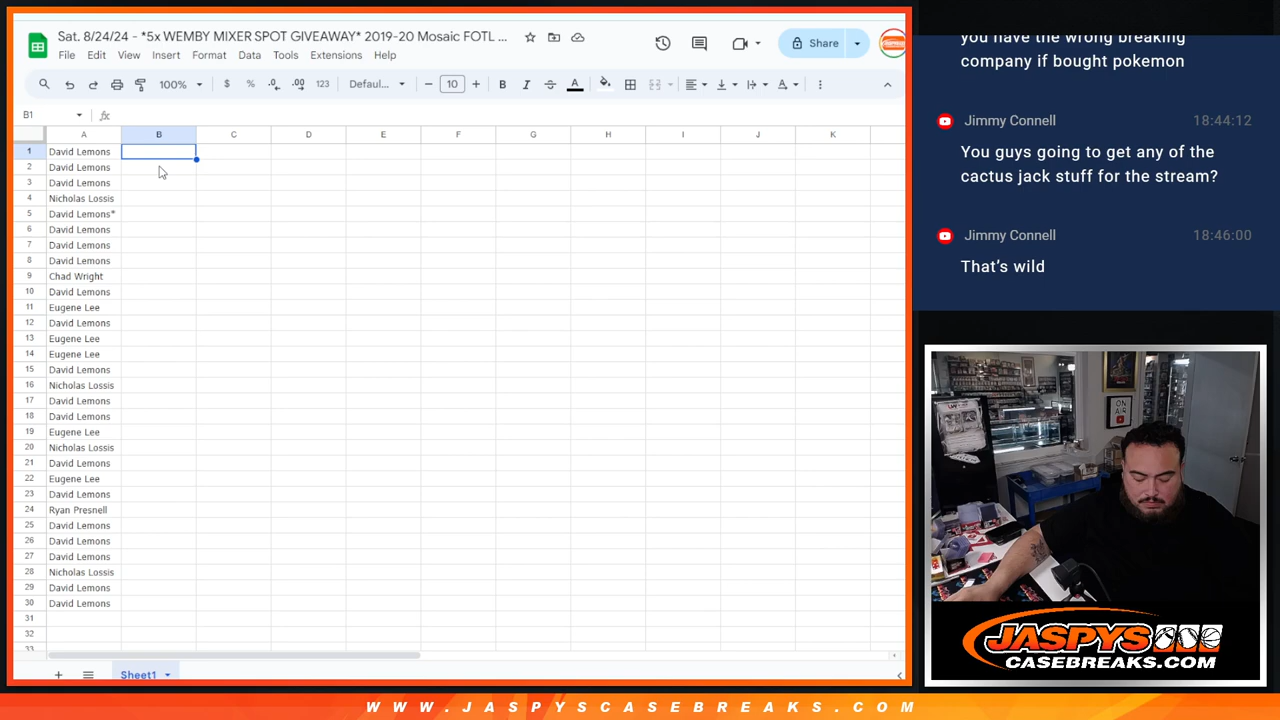 Sat. 8/24/24 - *5x WEMBY MIXER SPOT GIVEAWAY* 2019-20 Mosaic FOTL ...
File Edit View Insert Format Data Tools Extensions Help
Share
100% $ % .0 .00 123 Defaul... 10 B I A
B1 fx
A B C D E F G H I J K
1 David Lemons
2 David Lemons
3 David Lemons
4 Nicholas Lossis
5 David Lemons*
6 David Lemons
7 David Lemons
8 David Lemons
9 Chad Wright
10 David Lemons
11 Eugene Lee
12 David Lemons
13 Eugene Lee
14 Eugene Lee
15 David Lemons
16 Nicholas Lossis
17 David Lemons
18 David Lemons
19 Eugene Lee
20 Nicholas Lossis
21 David Lemons
22 Eugene Lee
23 David Lemons
24 Ryan Presnell
25 David Lemons
26 David Lemons
27 David Lemons
28 Nicholas Lossis
29 David Lemons
30 David Lemons
31
32
33
Sheet1
you have the wrong breaking
company if bought pokemon
Jimmy Connell 18:44:12
You guys going to get any of the
cactus jack stuff for the stream?
Jimmy Connell 18:46:00
That's wild
ON
AIR
JASPYS
CASEBREAKS.COM
WWW.JASPYSCASEBREAKS.COM